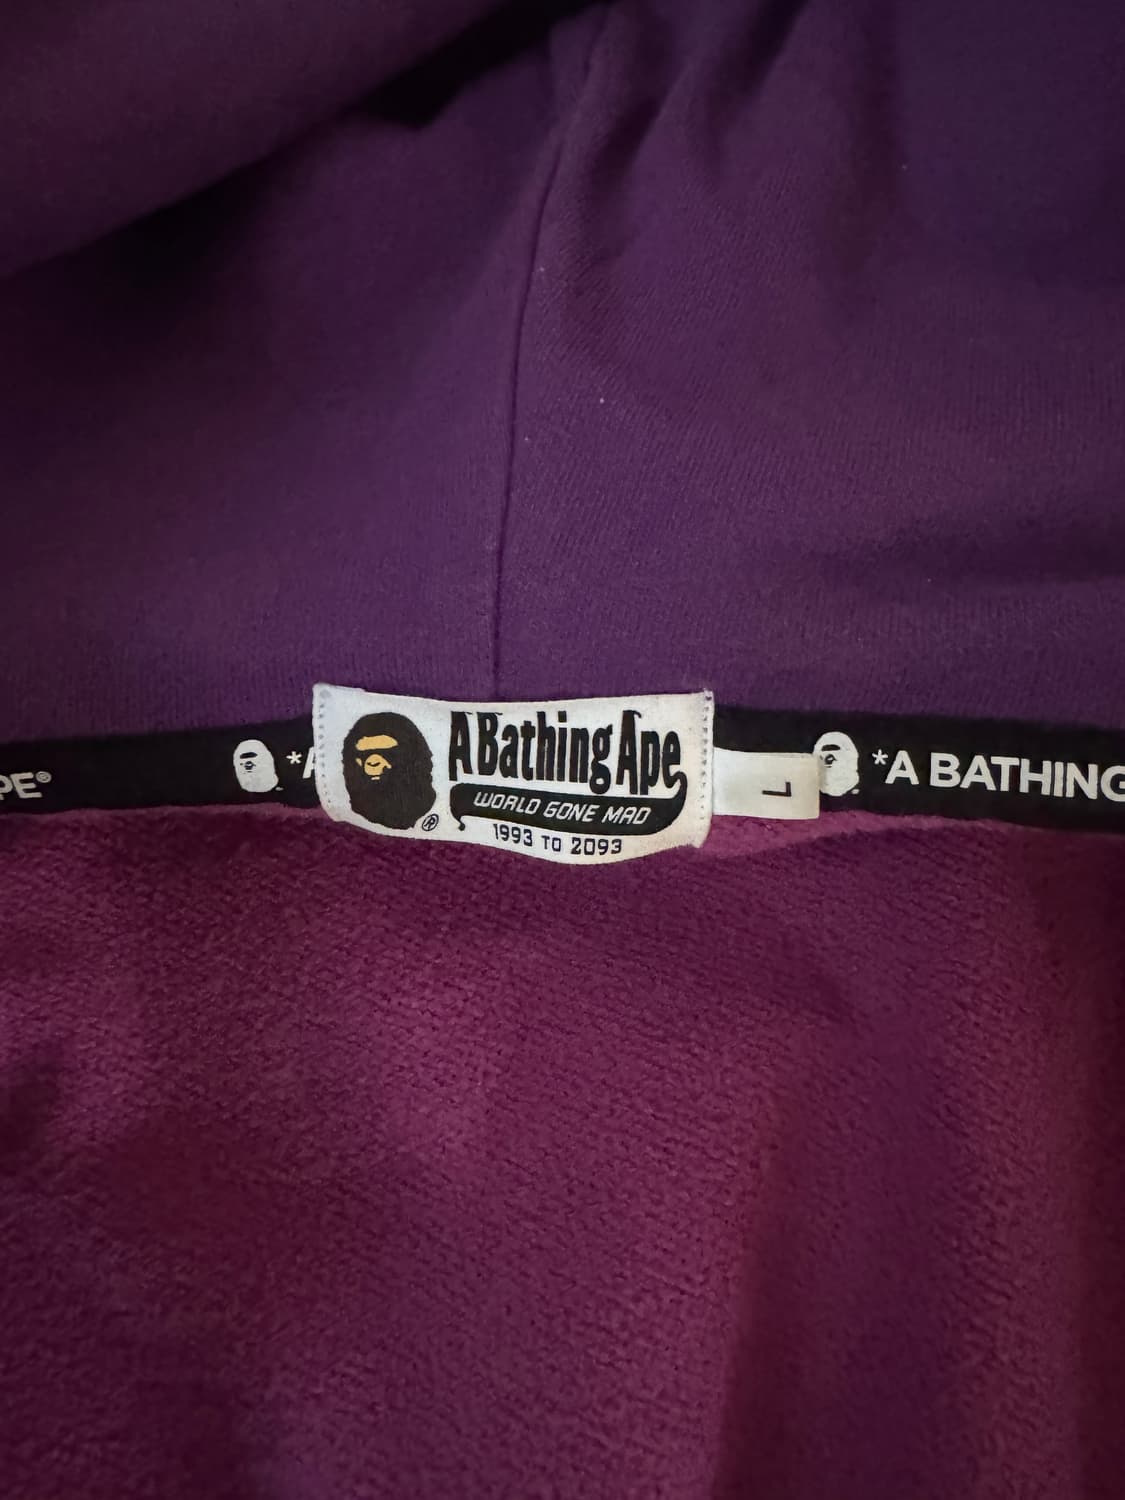 PE®
*A
A Bathing Ape
®
WORLD GONE MAD
1993 TO 2093
L
*A BATHING